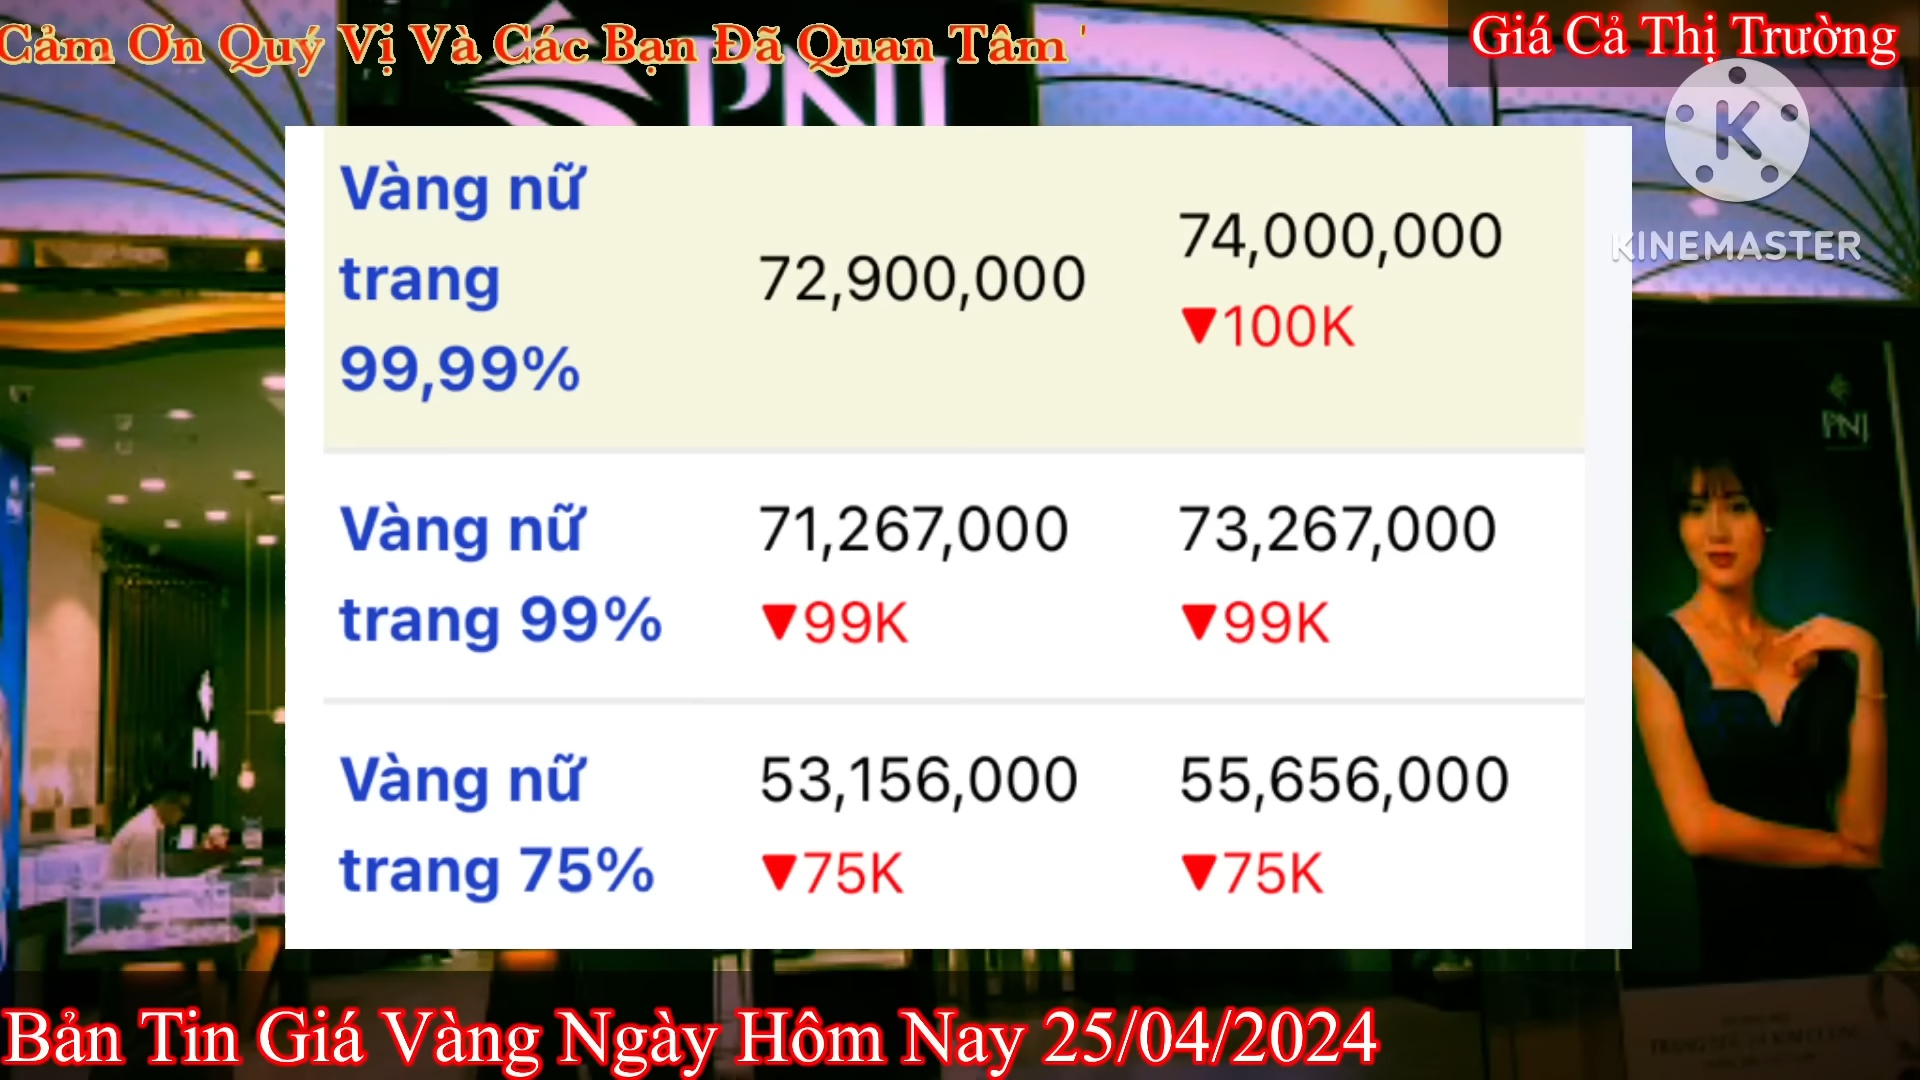 Cảm Ơn Quý Vị Và Các Bạn Đã Quan Tâm
Giá Cả Thị Trường
PNJ
K
KINEMASTER
Vàng nữ trang 99,99% 72,900,000 74,000,000
▼100K
Vàng nữ trang 99% 71,267,000 73,267,000
▼99K ▼99K
Vàng nữ trang 75% 53,156,000 55,656,000
▼75K ▼75K
PNJ
Bản Tin Giá Vàng Ngày Hôm Nay 25/04/2024